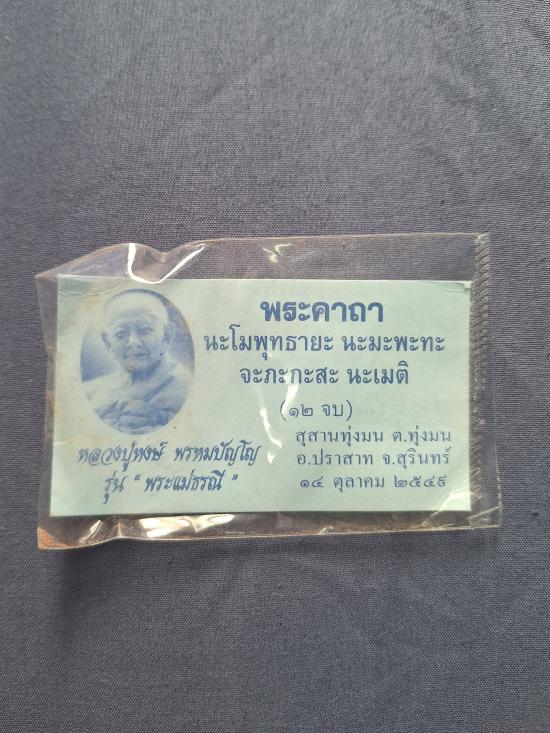 พระคาถา
นะโมพุทธายะ นะมะพะทะ
จะภะกะสะ นะเมติ
(๑๒ จบ)
หลวงปู่หงษ์ พรหมปัญโญ
รุ่น “ พระแม่ธรณี ”
สุสานทุ่งมน ต.ทุ่งมน
อ.ปราสาท จ.สุรินทร์
๑๔ ตุลาคม ๒๕๔๙